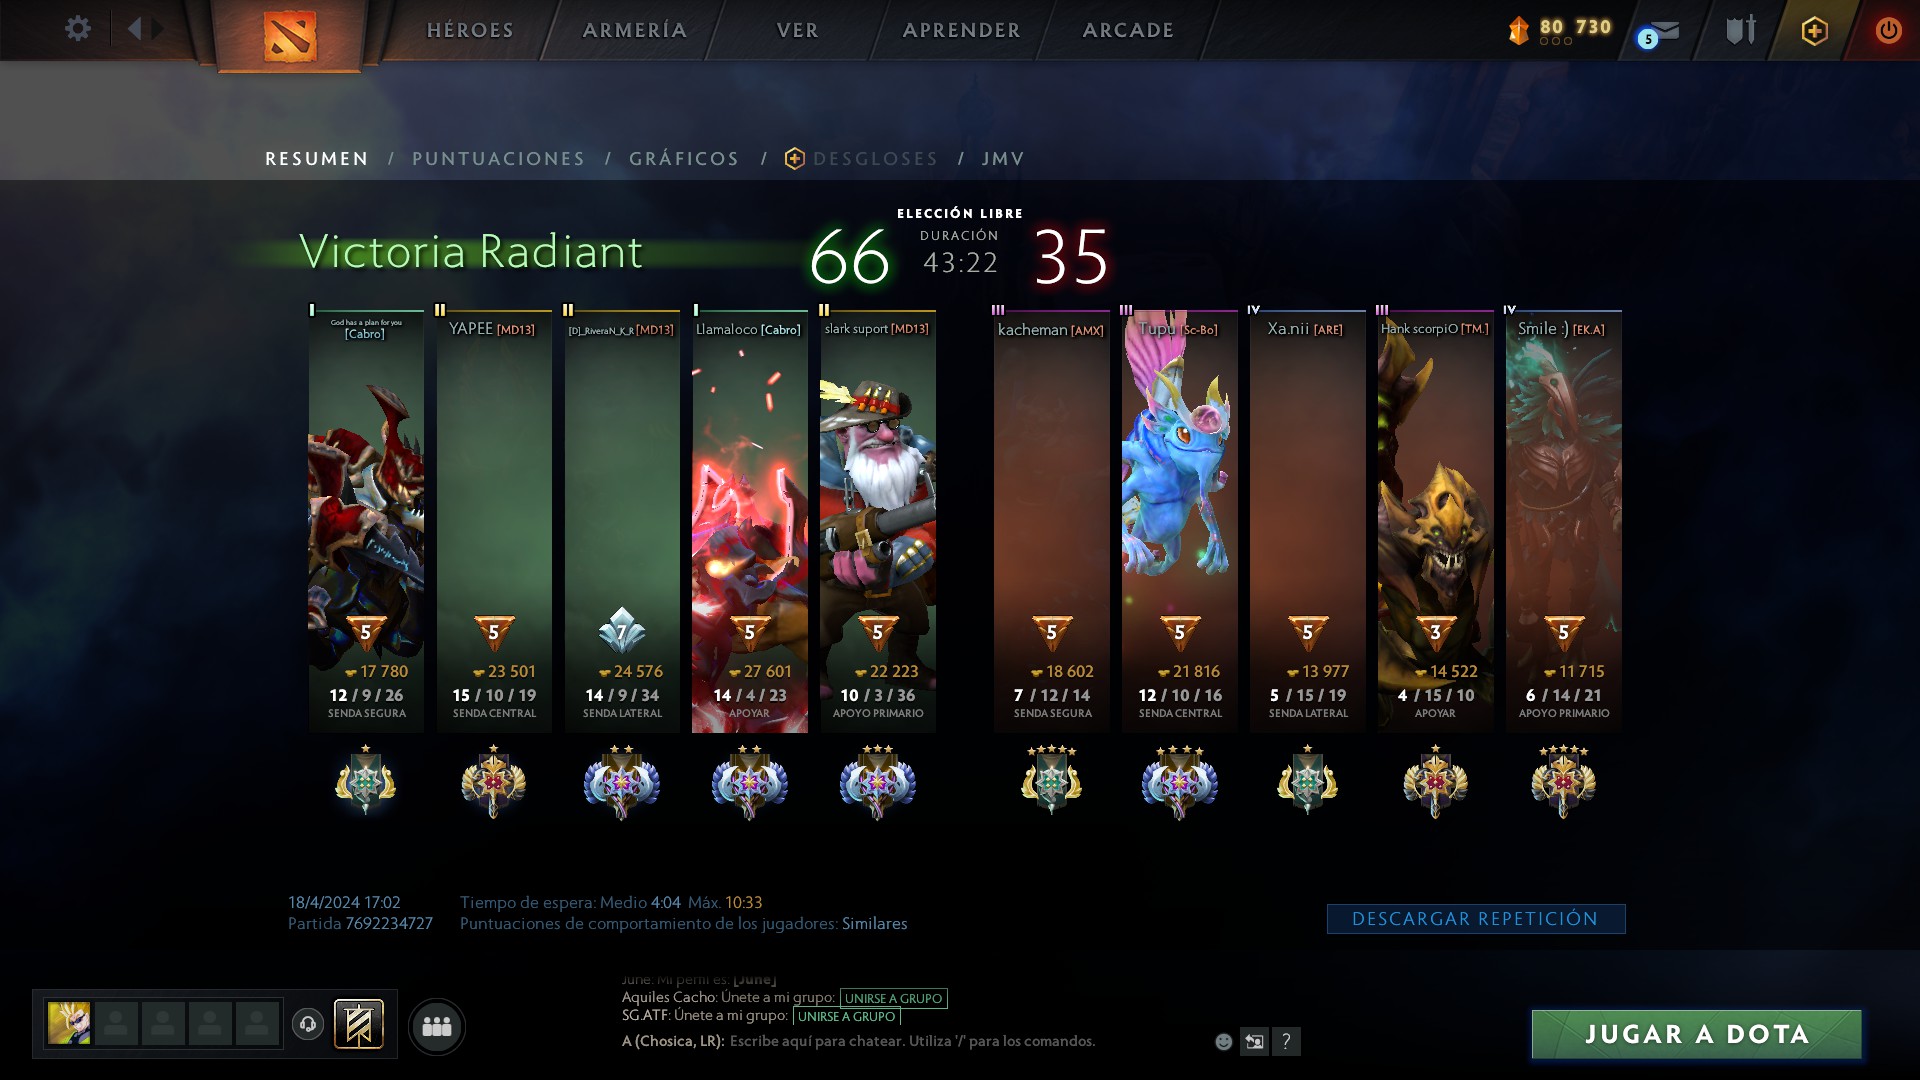 HÉROES ARMERÍA VER APRENDER ARCADE 80 730 5
RESUMEN / PUNTUACIONES / GRÁFICOS / DESGLOSES / JMV
ELECCIÓN LIBRE
Victoria Radiant 66 DURACIÓN 43:22 35
I II II I II III III IV III IV
God has a plan for you [Cabro]
YAPEE [MD13]
[D]_RiveraN_K_R [MD13]
Llamaloco [Cabro]
slark suport [MD13]
kacheman [AMX]
Tupu [Sc-Bo]
Xa.nii [ARE]
Hank scorpiO [TM.]
Smile :) [EK.A]
5 5 7 5 5 5 5 5 3 5
17 780 23 501 24 576 27 601 22 223 18 602 21 816 13 977 14 522 11 715
12 / 9 / 26 15 / 10 / 19 14 / 9 / 34 14 / 4 / 23 10 / 3 / 36 7 / 12 / 14 12 / 10 / 16 5 / 15 / 19 4 / 15 / 10 6 / 14 / 21
SENDA SEGURA SENDA CENTRAL SENDA LATERAL APOYAR APOYO PRIMARIO SENDA SEGURA SENDA CENTRAL SENDA LATERAL APOYAR APOYO PRIMARIO
18/4/2024 17:02 Tiempo de espera: Medio 4:04 Máx. 10:33
Partida 7692234727 Puntuaciones de comportamiento de los jugadores: Similares
DESCARGAR REPETICIÓN
June: Mi perfil es: [June]
Aquiles Cacho: Únete a mi grupo: UNIRSE A GRUPO
SG.ATF: Únete a mi grupo: UNIRSE A GRUPO
A (Chosica, LR): Escribe aquí para chatear. Utiliza '/' para los comandos.
?
JUGAR A DOTA